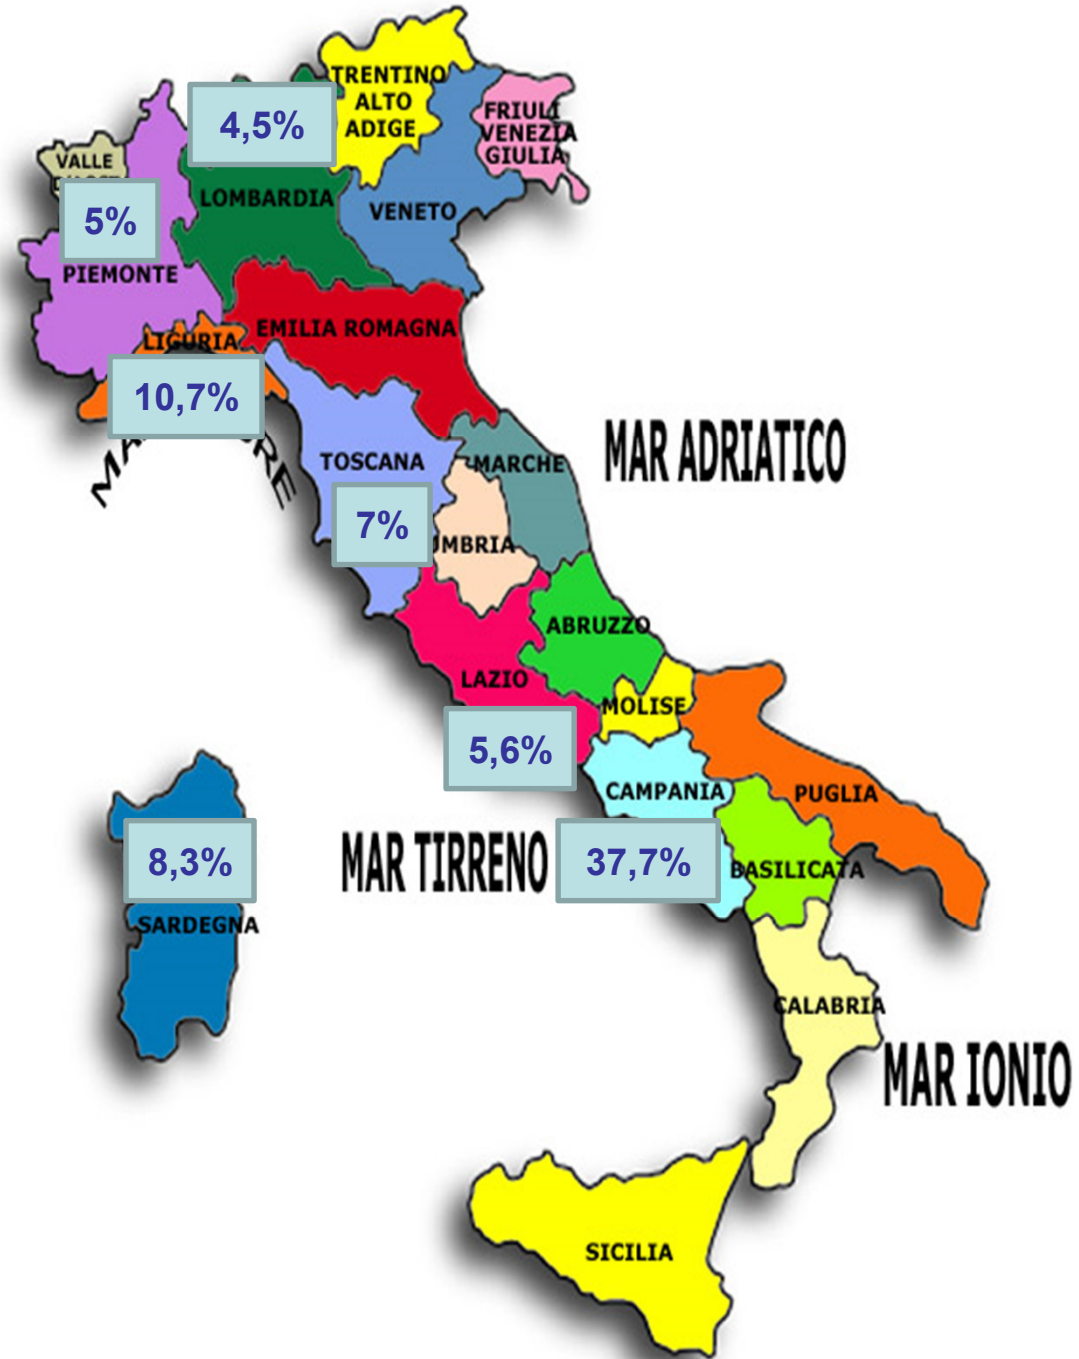 TRENTINO
ALTO
ADIGE
4,5%
FRIULI
VENEZIA
GIULIA
VALLE
LOMBARDIA
VENETO
5%
PIEMONTE
LIGURIA
EMILIA ROMAGNA
10,7%
MAR ADRIATICO
TOSCANA
MARCHE
7%
UMBRIA
ABRUZZO
LAZIO
MOLISE
5,6%
CAMPANIA
PUGLIA
MAR TIRRENO
37,7%
8,3%
BASILICATA
SARDEGNA
CALABRIA
MAR IONIO
SICILIA